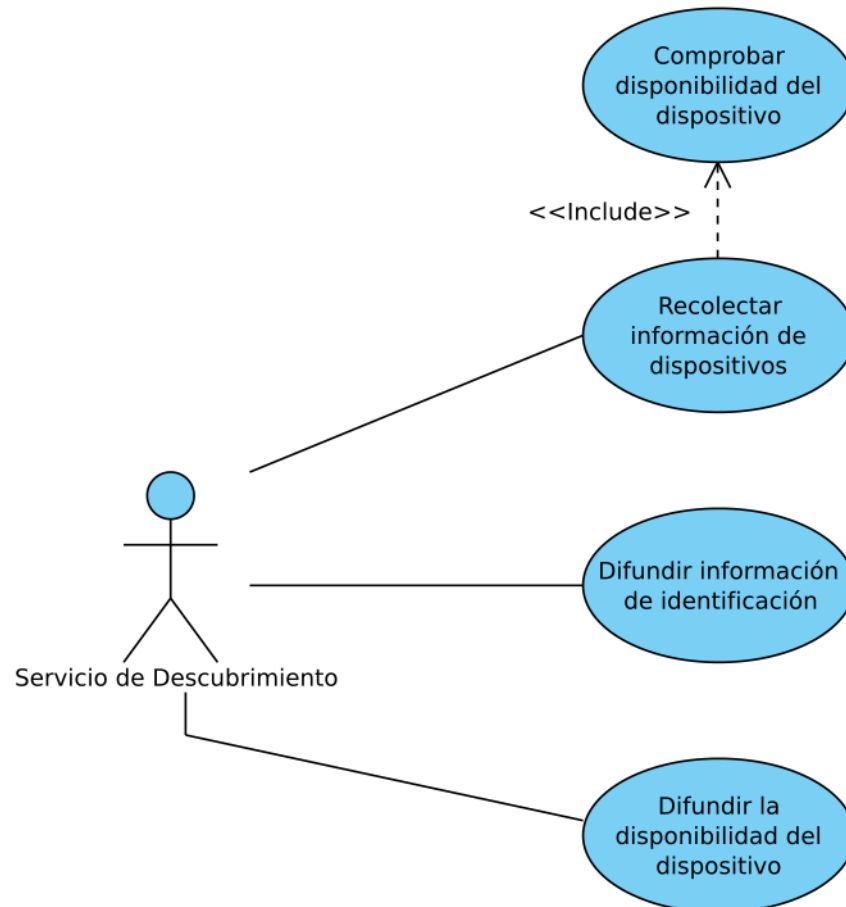 Comprobar
disponibilidad del
dispositivo
<<Include>>
Recolectar
información de
dispositivos
Difundir información
de identificación
Servicio de Descubrimiento
Difundir la
disponibilidad del
dispositivo